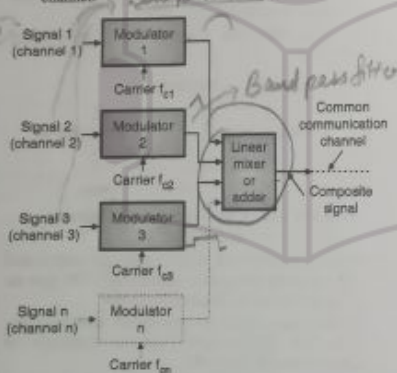 Signal 1
(channel 1)
Modulator
1
Carrier fc1
Band pass fitter
Signal 2
(channel 2)
Modulator
2
Carrier fc2
Linear
mixer
or
adder
Common
communication
channel
Composite
signal
Signal 3
(channel 3)
Modulator
3
Carrier fc3
Signal n
(channel n)
Modulator
n
Carrier fcn